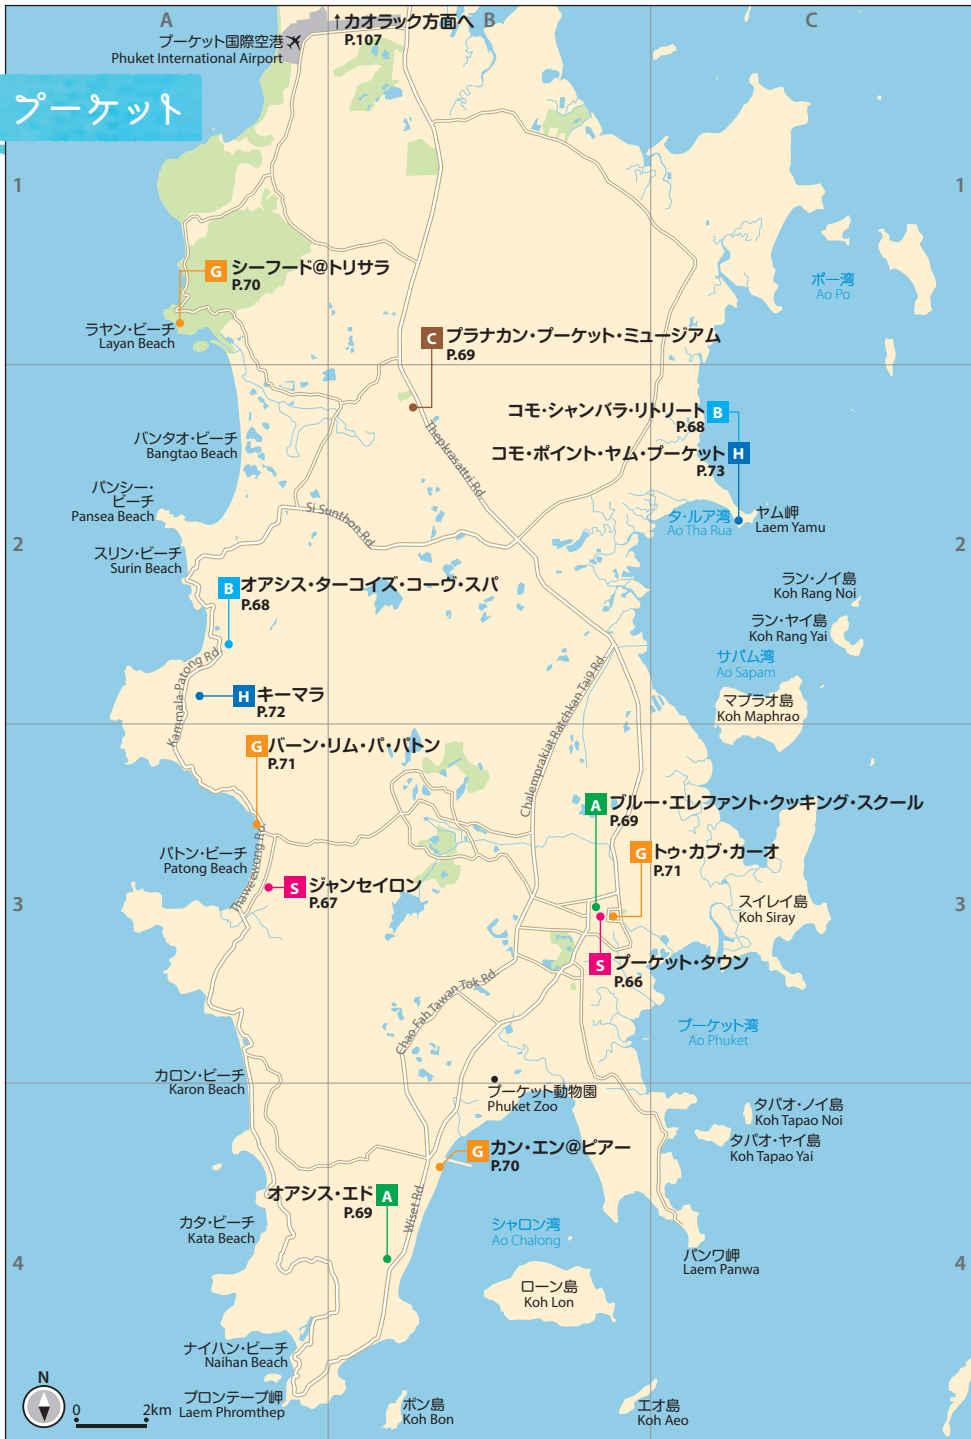 A
B
C
↑カオラック方面へ
P.107
プーケット国際空港
Phuket International Airport
プーケット
1
1
G シーフード@トリサラ
P.70
ポー湾
Ao Po
ラヤン・ビーチ
Layan Beach
C プラナカン・プーケット・ミュージアム
P.69
コモ・シャンバラ・リトリート B
P.68
バンタオ・ビーチ
Bangtao Beach
Thepkrasattri Rd.
コモ・ポイント・ヤム・プーケット H
P.73
パンシー・
ビーチ
Pansea Beach
Si Sunthon Rd.
タ・ルア湾
Ao Tha Rua
ヤム岬
Laem Yamu
2
2
スリン・ビーチ
Surin Beach
B オアシス・ターコイズ・コーヴ・スパ
P.68
ラン・ノイ島
Koh Rang Noi
ラン・ヤイ島
Koh Rang Yai
サパム湾
Ao Sapam
Kammala-Patong Rd.
H キーマラ
P.72
マプラオ島
Koh Maphrao
G バーン・リム・パ・パトン
P.71
Chalemprakiat Ratchkan Tai9 Rd.
A ブルー・エレファント・クッキング・スクール
P.69
パトン・ビーチ
Patong Beach
Thaweewong Rd.
G トゥ・カブ・カーオ
P.71
S ジャンセイロン
P.67
スイレイ島
Koh Siray
3
3
S プーケット・タウン
P.66
Chao Fah Tawan Tok Rd.
プーケット湾
Ao Phuket
カロン・ビーチ
Karon Beach
プーケット動物園
Phuket Zoo
タパオ・ノイ島
Koh Tapao Noi
タパオ・ヤイ島
Koh Tapao Yai
G カン・エン@ピアー
P.70
オアシス・エド A
P.69
Wiset Rd.
カタ・ビーチ
Kata Beach
シャロン湾
Ao Chalong
パンワ岬
Laem Panwa
4
4
ローン島
Koh Lon
ナイハン・ビーチ
Naihan Beach
N
0 2km
プロンテープ岬
Laem Phromthep
ボン島
Koh Bon
エオ島
Koh Aeo